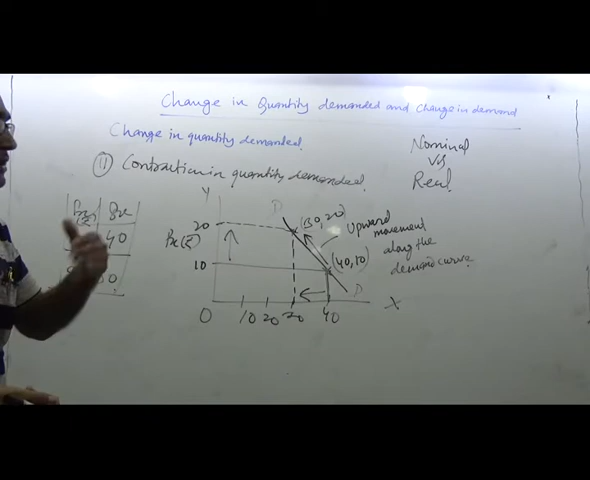 Change in Quantity demanded and Change in demand
Change in quantity demanded.
Nominal
Vs
Real
(II) Contraction in quantity demanded.
Y
D
(30,20)
20
Px(₹)
Upward
movement
along the
demand curve
(40,10)
10
D
40
O
10 20 30 40
X